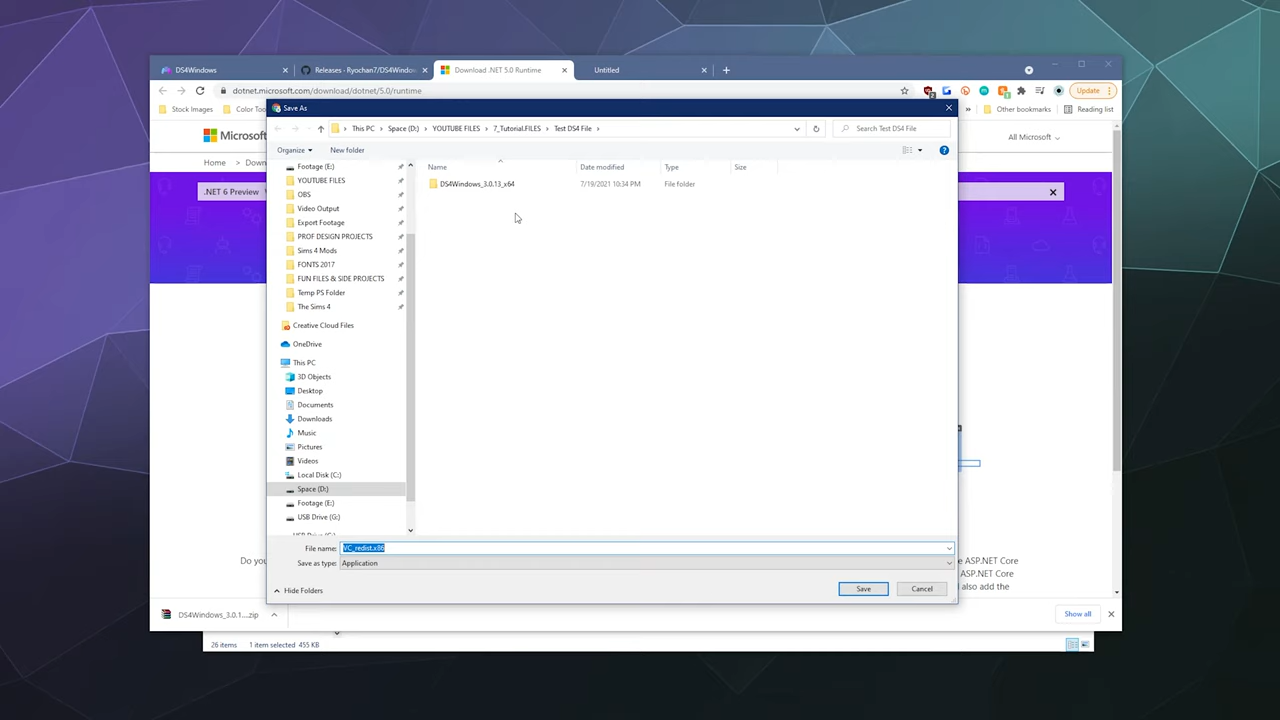 DS4Windows
Releases - Ryochan7/DS4Window
Download .NET 5.0 Runtime
Untitled
dotnet.microsoft.com/download/dotnet/5.0/runtime
Update
Stock Images
Color Too
»
Other bookmarks
Reading list
Save As
Microsoft
All Microsoft
This PC
Space (D:)
YOUTUBE FILES
7_Tutorial.FILES
Test DS4 File
Search Test DS4 File
Organize
New folder
Home
Down
.NET 6 Preview
Name
Date modified
Type
Size
DS4Windows_3.0.13_x64
7/19/2021 10:34 PM
File folder
Footage (E:)
YOUTUBE FILES
OBS
Video Output
Export Footage
PROF DESIGN PROJECTS
Sims 4 Mods
FONTS 2017
FUN FILES & SIDE PROJECTS
Temp PS Folder
The Sims 4
Creative Cloud Files
OneDrive
This PC
3D Objects
Desktop
Documents
Downloads
Music
Pictures
Videos
Local Disk (C:)
Space (D:)
Footage (E:)
USB Drive (G:)
File name:
VC_redist.x86
Save as type:
Application
Hide Folders
Save
Cancel
Do you
e ASP.NET Core
ASP.NET Core
l also add the
DS4Windows_3.0.1....zip
Show all
26 items
1 item selected 455 KB